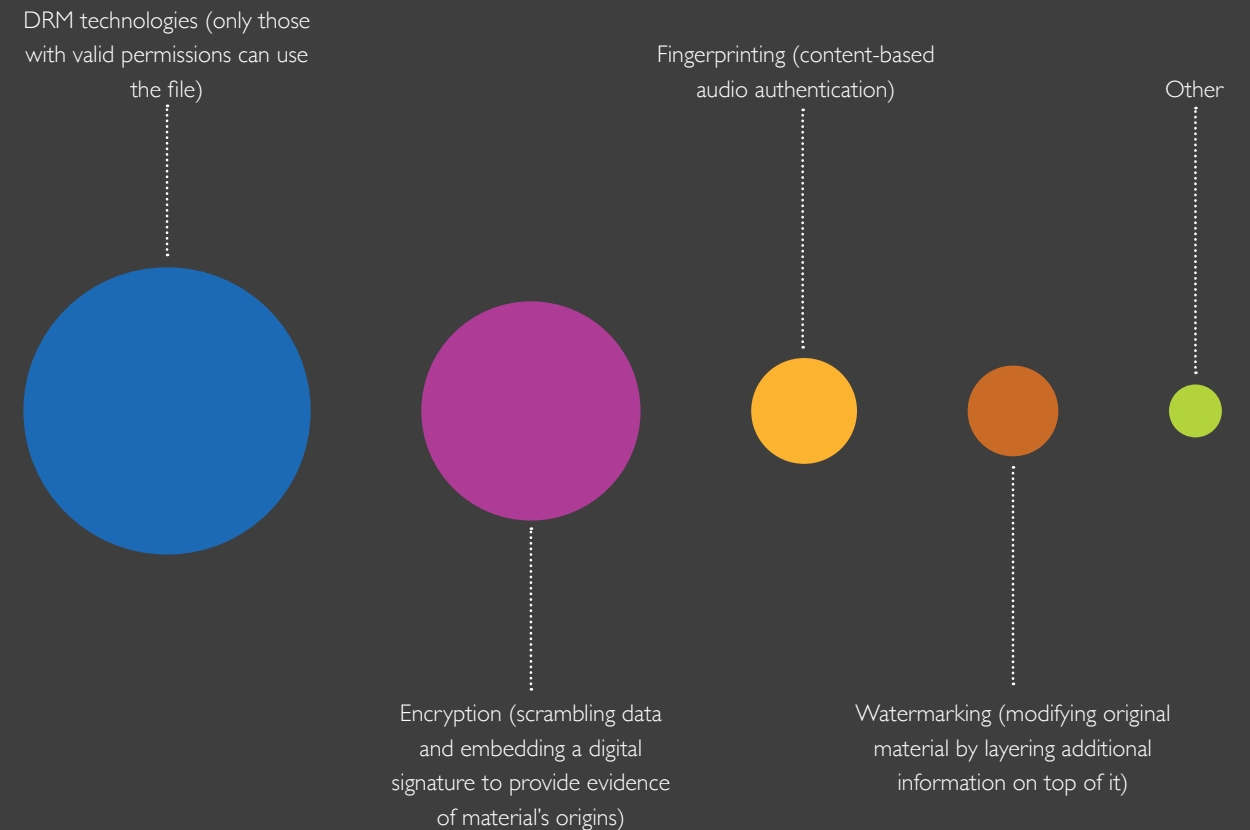 DRM technologies (only those
with valid permissions can use
the file)
Fingerprinting (content-based
audio authentication)
Other
Encryption (scrambling data
and embedding a digital
signature to provide evidence
of material's origins)
Watermarking (modifying original
material by layering additional
information on top of it)